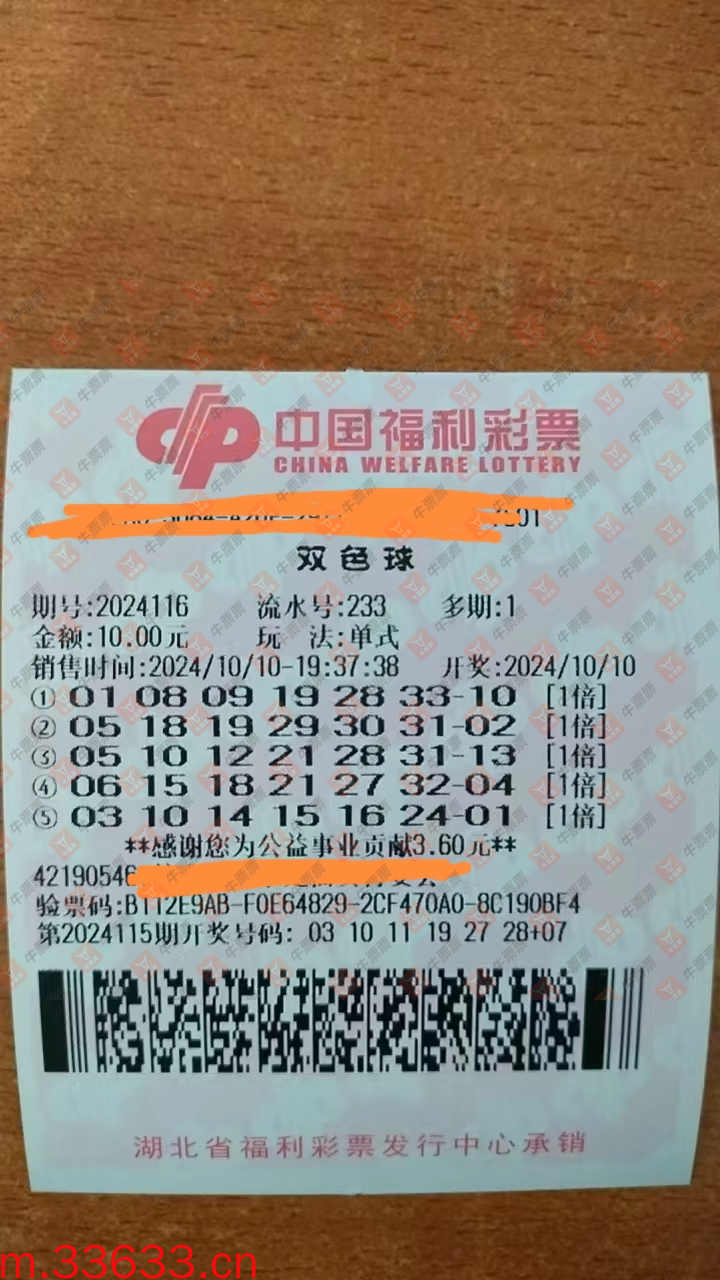 中国福利彩票
CHINA WELFARE LOTTERY
双色球
期号:2024116 流水号:233 多期:1
金额:10.00元 玩 法:单式
销售时间:2024/10/10-19:37:38 开奖:2024/10/10
① 01 08 09 19 28 33-10 [1倍]
② 05 18 19 29 30 31-02 [1倍]
③ 05 10 12 21 28 31-13 [1倍]
④ 06 15 18 21 27 32-04 [1倍]
⑤ 03 10 14 15 16 24-01 [1倍]
**感谢您为公益事业贡献3.60元**
42190546
验票码:B112E9AB-F0E64829-2CF470A0-8C190BF4
第2024115期开奖号码: 03 10 11 19 27 28+07
湖北省福利彩票发行中心承销
m.33633.cn